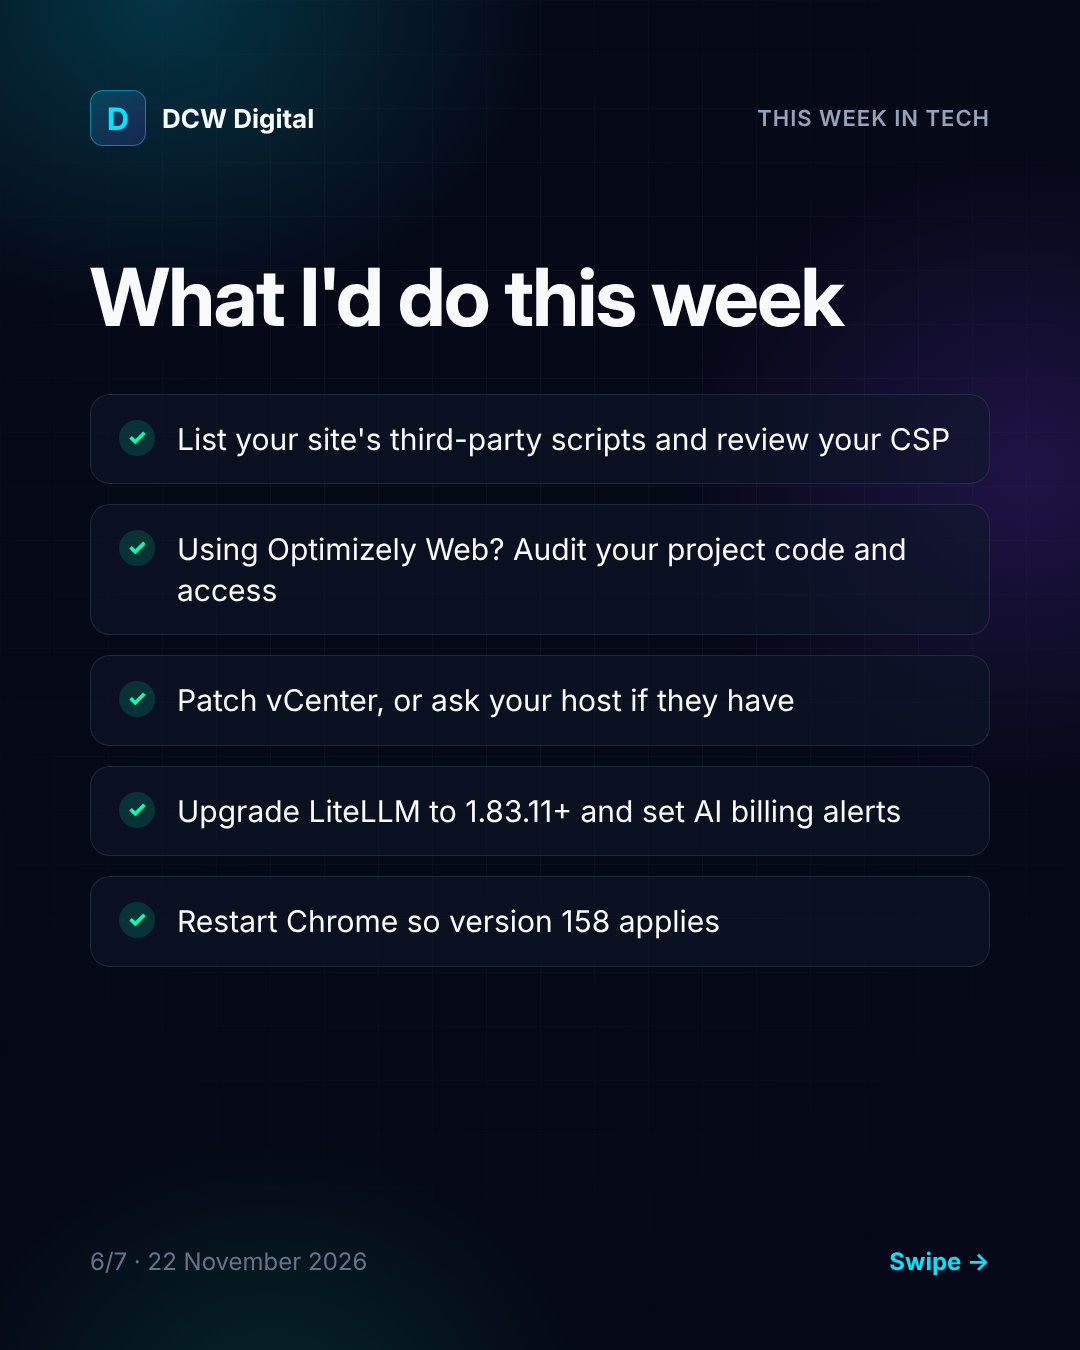 D DCW Digital
THIS WEEK IN TECH
What I'd do this week
List your site's third-party scripts and review your CSP
Using Optimizely Web? Audit your project code and
access
Patch vCenter, or ask your host if they have
Upgrade LiteLLM to 1.83.11+ and set AI billing alerts
Restart Chrome so version 158 applies
6/7 · 22 November 2026
Swipe →